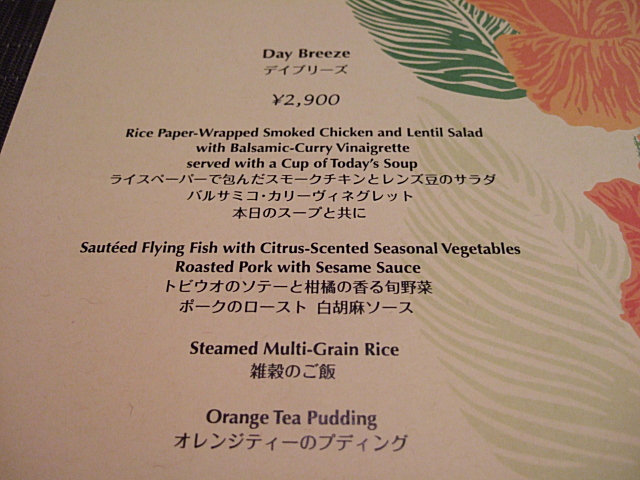 Day Breeze
デイブリーズ
¥2,900
Rice Paper-Wrapped Smoked Chicken and Lentil Salad
with Balsamic-Curry Vinaigrette
served with a Cup of Today's Soup
ライスペーパーで包んだスモークチキンとレンズ豆のサラダ
バルサミコ・カリーヴィネグレット
本日のスープと共に
Sautéed Flying Fish with Citrus-Scented Seasonal Vegetables
Roasted Pork with Sesame Sauce
トビウオのソテーと柑橘の香る旬野菜
ポークのロースト 白胡麻ソース
Steamed Multi-Grain Rice
雑穀のご飯
Orange Tea Pudding
オレンジティーのプディング